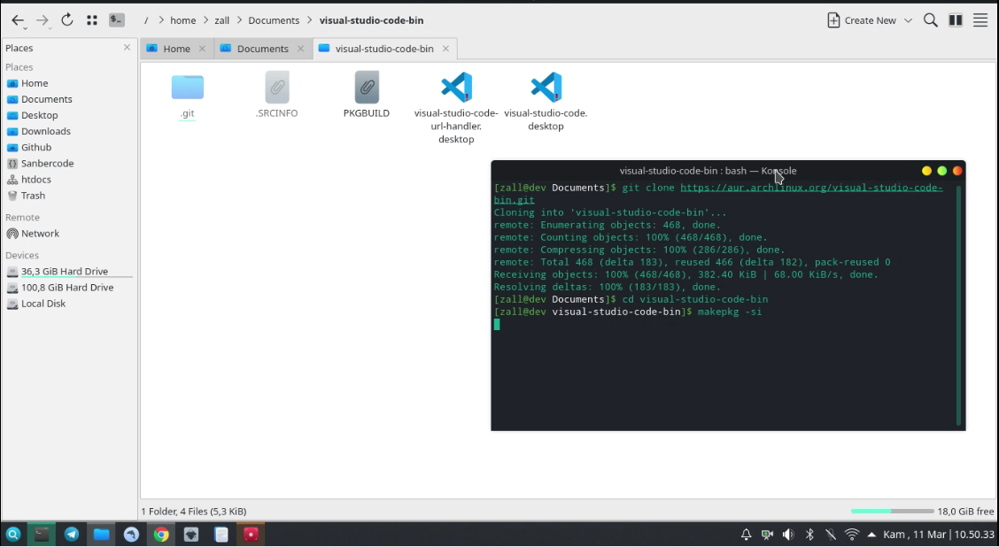 / > home > zall > Documents > visual-studio-code-bin
Create New
Places
Home
Documents
visual-studio-code-bin
Places
Home
Documents
Desktop
Downloads
Github
Sanbercode
htdocs
Trash
Remote
Network
Devices
36,3 GiB Hard Drive
100,8 GiB Hard Drive
Local Disk
.git
.SRCINFO
PKGBUILD
visual-studio-code-
url-handler.
desktop
visual-studio-code.
desktop
visual-studio-code-bin : bash — Konsole
[zall@dev Documents]$ git clone https://aur.archlinux.org/visual-studio-code-
bin.git
Cloning into 'visual-studio-code-bin'...
remote: Enumerating objects: 468, done.
remote: Counting objects: 100% (468/468), done.
remote: Compressing objects: 100% (286/286), done.
remote: Total 468 (delta 183), reused 466 (delta 182), pack-reused 0
Receiving objects: 100% (468/468), 382.40 KiB | 68.00 KiB/s, done.
Resolving deltas: 100% (183/183), done.
[zall@dev Documents]$ cd visual-studio-code-bin
[zall@dev visual-studio-code-bin]$ makepkg -si
1 Folder, 4 Files (5,3 KiB)
18,0 GiB free
Kam , 11 Mar | 10.50.33